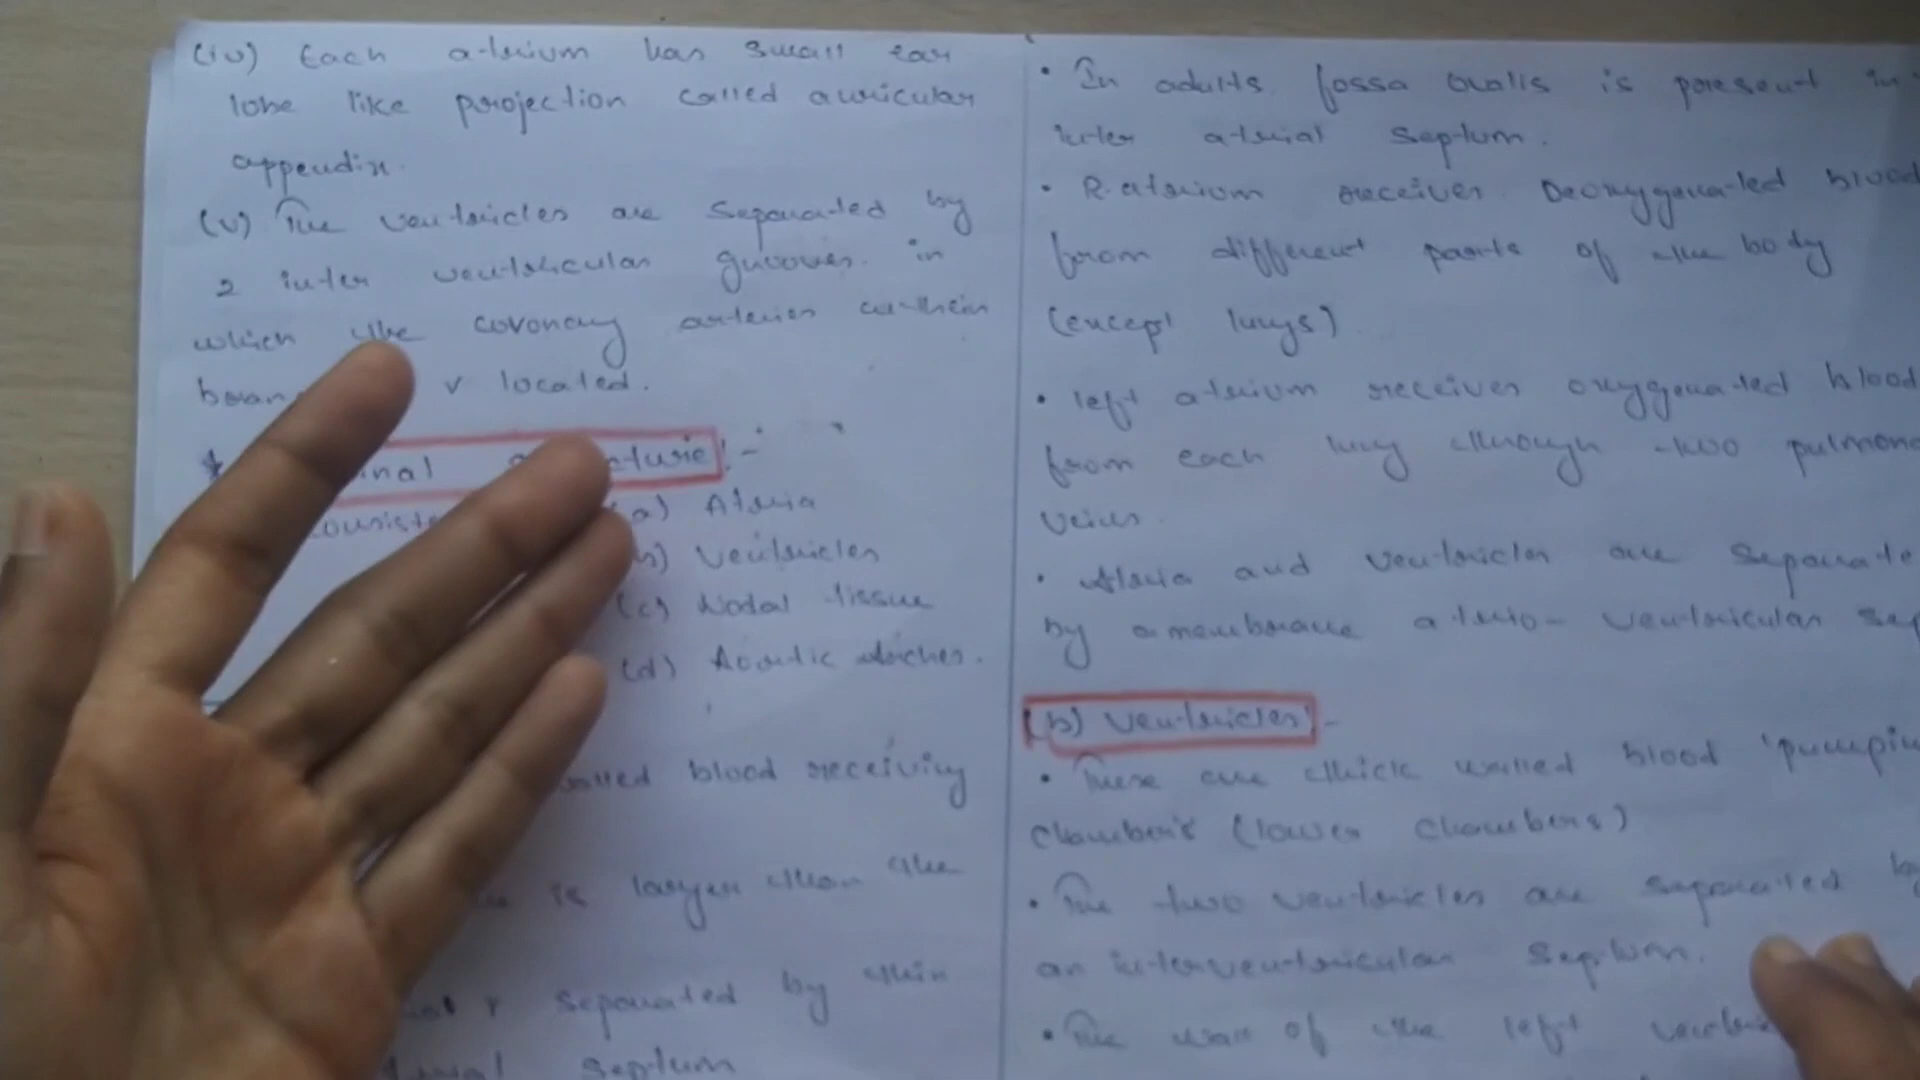 (iv) Each atrium has small ear
lobe like projection called auricular
appendix.
(v) The ventricles are separated by
2 inter ventricular grooves. in
which the coronary arteries
located.
structure :-
(a) Atria
(b) Ventricles
(c) Nodal tissue
(d) Aortic arches.
walled blood receiving
is larger than the
separated by thin
septum
• In adults fossa ovalis is present in
inter atrial septum.
• R. atrium receives Deoxygenated blood
from different parts of the body
(except lungs)
• left atrium receives oxygenated blood
from each lung through two
veins.
• Atria and ventricles are
by a membrane atrio- ventricular
(b) Ventricles :-
• These are thick walled blood
chambers (lower chambers)
• The two ventricles are separated by
an interventricular septum.
• The wall of the left